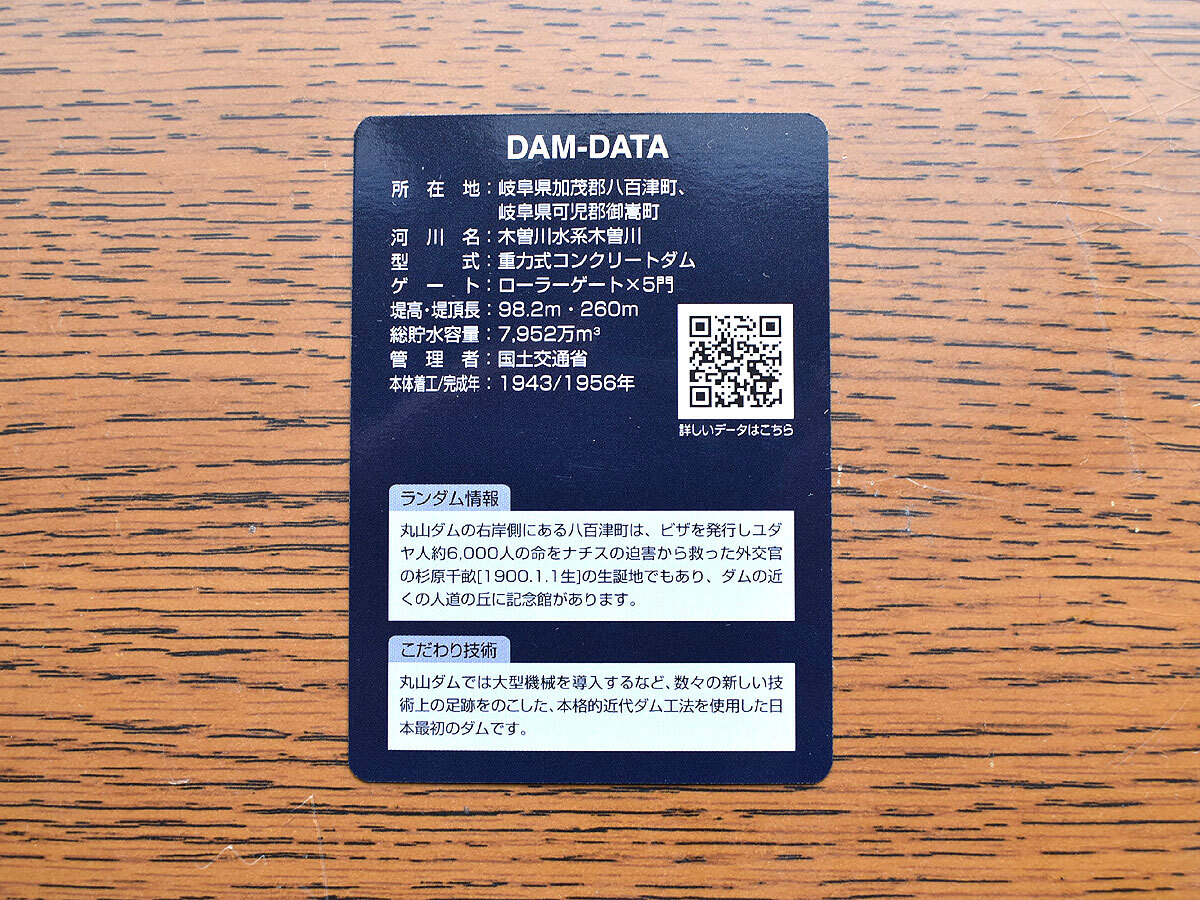 DAM-DATA
所在地：岐阜県加茂郡八百津町、
岐阜県可児郡御嵩町
河川名：木曽川水系木曽川
型式：重力式コンクリートダム
ゲート：ローラーゲート×5門
堤高・堤頂長：98.2m・260m
総貯水容量：7,952万m³
管理者：国土交通省
本体着工/完成年：1943/1956年
詳しいデータはこちら
ランダム情報
丸山ダムの右岸側にある八百津町は、ビザを発行しユダ
ヤ人約6,000人の命をナチスの迫害から救った外交官
の杉原千畝[1900.1.1生]の生誕地でもあり、ダムの近
くの人道の丘に記念館があります。
こだわり技術
丸山ダムでは大型機械を導入するなど、数々の新しい技
術上の足跡をのこした、本格的近代ダム工法を使用した日
本最初のダムです。